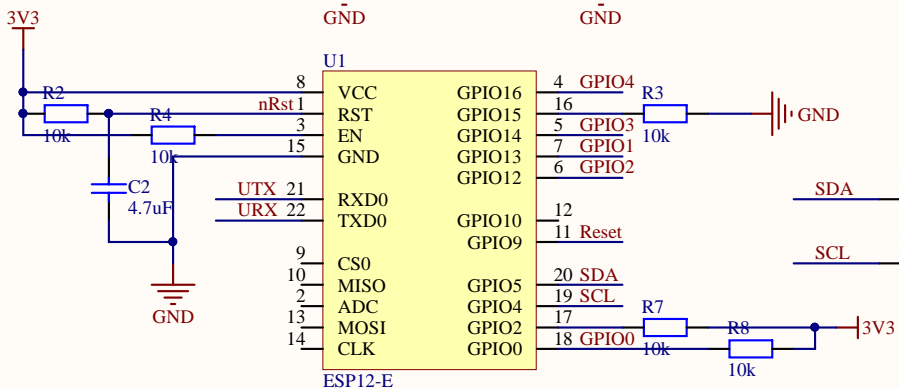 GND GND
3V3
U1
8 VCC GPIO16 4 GPIO4
R2 nRst 1 RST GPIO15 16 R3
10k R4 3 EN GPIO14 5 GPIO3 10k GND
10k 15 GND GPIO13 7 GPIO1
GPIO12 6 GPIO2
C2
4.7uF
UTX 21 RXD0 SDA
URX 22 TXD0 GPIO10 12
GPIO9 11 Reset
9 CS0 SCL
10 MISO GPIO5 20 SDA
GND 2 ADC GPIO4 19 SCL
13 MOSI GPIO2 17 R7 3V3
14 CLK GPIO0 18 GPIO0 10k R8
10k
ESP12-E